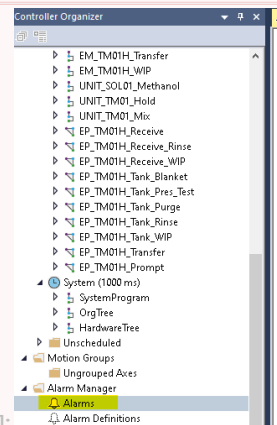 Controller Organizer
EM_TM01H_Transfer
EM_TM01H_WIP
UNIT_SOL01_Methanol
UNIT_TM01_Hold
UNIT_TM01_Mix
EP_TM01H_Receive
EP_TM01H_Receive_Rinse
EP_TM01H_Receive_WIP
EP_TM01H_Tank_Blanket
EP_TM01H_Tank_Pres_Test
EP_TM01H_Tank_Purge
EP_TM01H_Tank_Rinse
EP_TM01H_Tank_WIP
EP_TM01H_Transfer
EP_TM01H_Prompt
System (1000 ms)
SystemProgram
OrgTree
HardwareTree
Unscheduled
Motion Groups
Ungrouped Axes
Alarm Manager
Alarms
Alarm Definitions